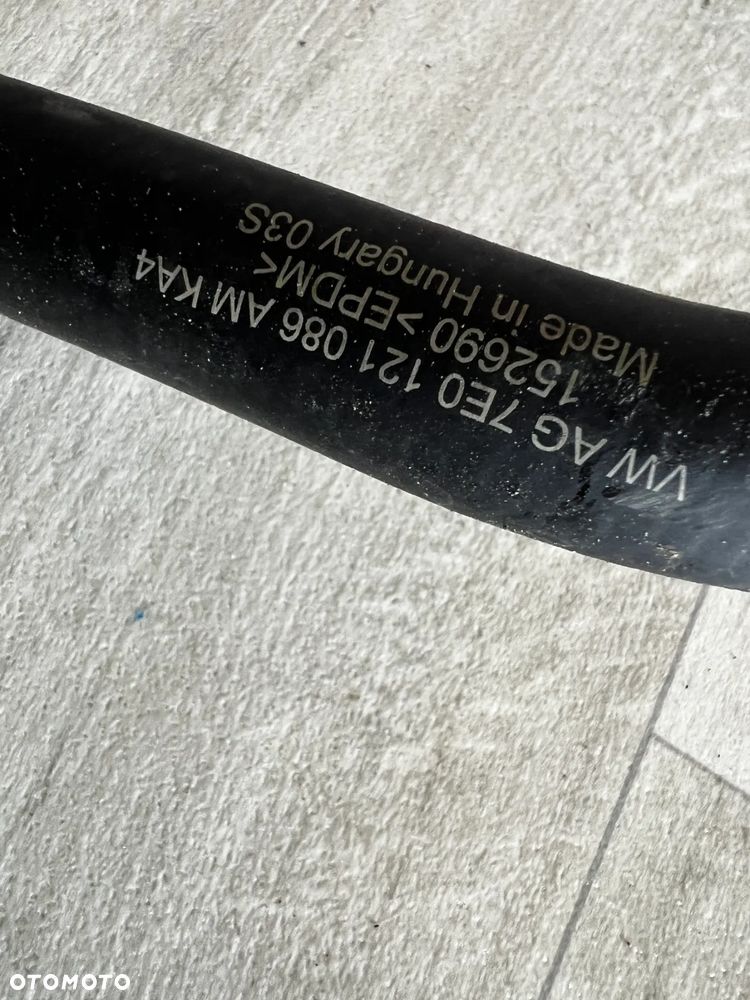 VW AG 7E0 121 086 AM KA4
152690 >EPDM<
Made in Hungary 03S
OTOMOTO